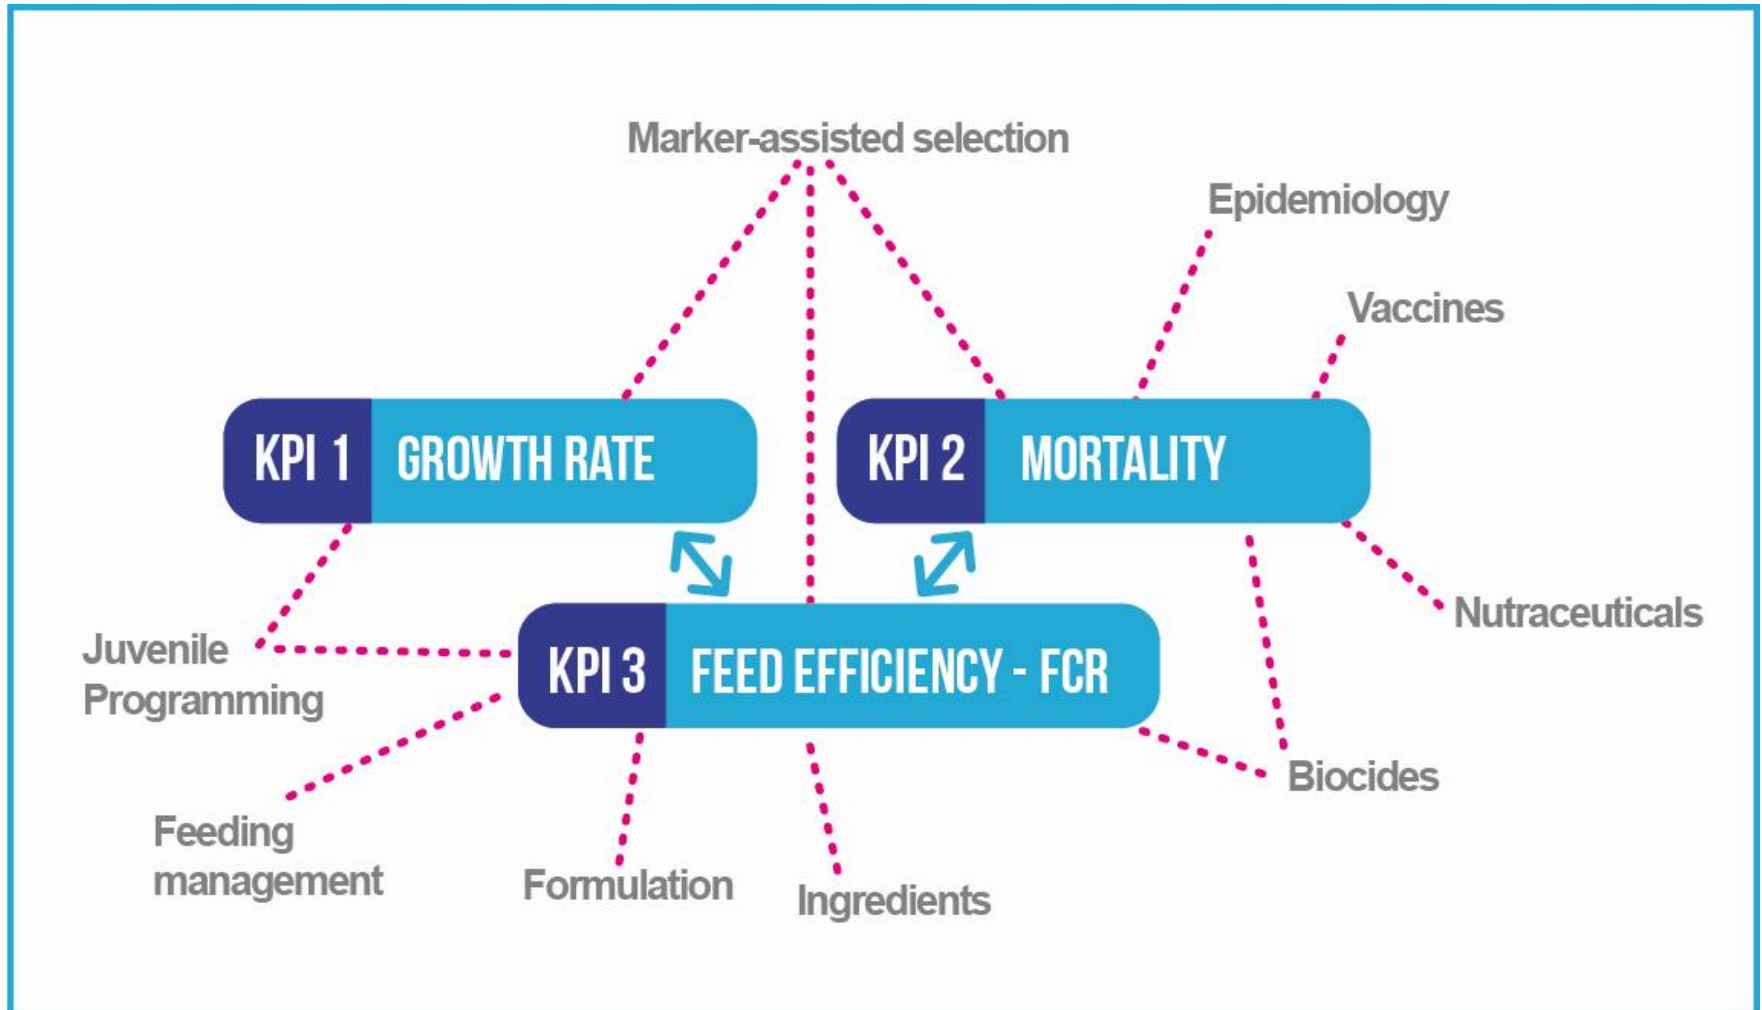 Marker-assisted selection
Epidemiology
Vaccines
KPI 1 GROWTH RATE
KPI 2 MORTALITY
Nutraceuticals
Juvenile
Programming
KPI 3 FEED EFFICIENCY - FCR
Biocides
Feeding
management
Formulation
Ingredients